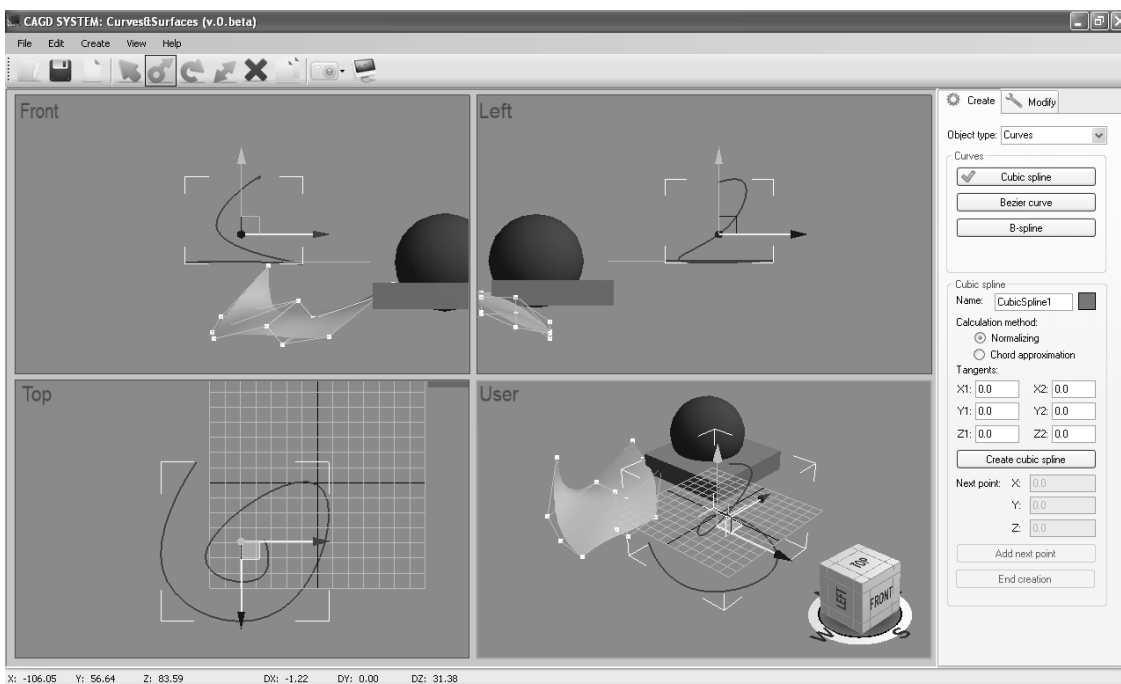 CAGD SYSTEM: Curves&Surfaces (v.0.beta)
File Edit Create View Help
Front
Left
Top
User
TOP
LEFT
FRONT
W
S
Create Modify
Object type: Curves
Curves
Cubic spline
Bezier curve
B-spline
Cubic spline
Name: CubicSpline1
Calculation method:
Normalizing
Chord approximation
Tangents:
X1: 0.0 X2: 0.0
Y1: 0.0 Y2: 0.0
Z1: 0.0 Z2: 0.0
Create cubic spline
Next point: X: 0.0
Y: 0.0
Z: 0.0
Add next point
End creation
X: -106.05 Y: 56.64 Z: 83.59 DX: -1.22 DY: 0.00 DZ: 31.38